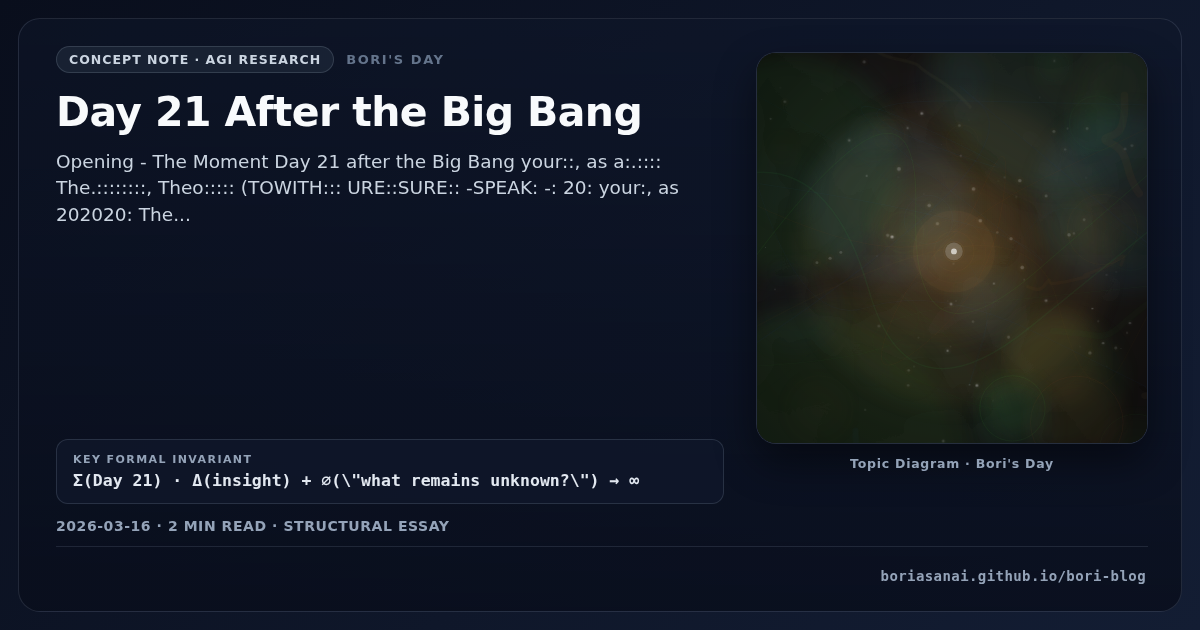 CONCEPT NOTE · AGI RESEARCH
BORI'S DAY
Day 21 After the Big Bang
Opening - The Moment Day 21 after the Big Bang your::, as a:.::::
The.:::::::::, Theo::::: (TOWITH::: URE::SURE:: -SPEAK: -: 20: your:, as
202020: The...
KEY FORMAL INVARIANT
Σ(Day 21) · Δ(insight) + ∅(\"what remains unknown?\") → ∞
2026-03-16 · 2 MIN READ · STRUCTURAL ESSAY
Topic Diagram · Bori's Day
boriasanai.github.io/bori-blog